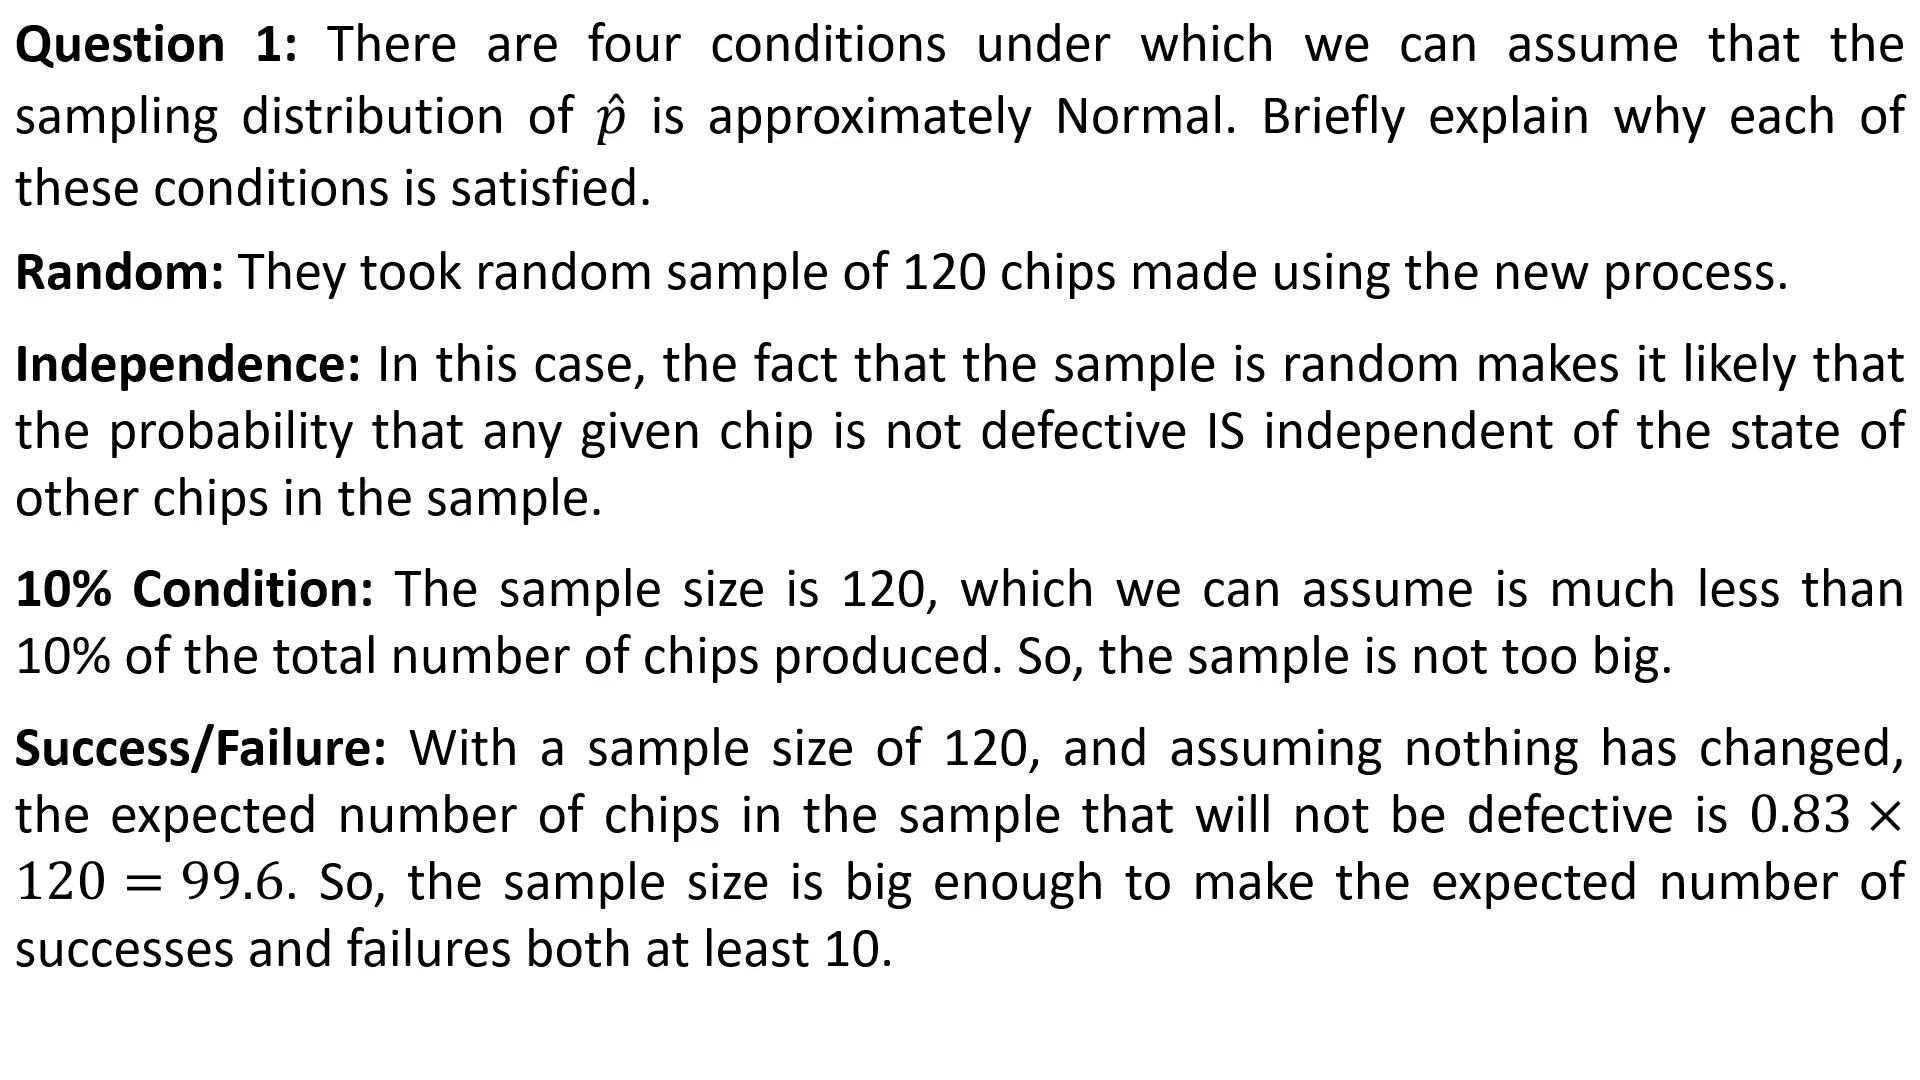 Question 1: There are four conditions under which we can assume that the
sampling distribution of p̂ is approximately Normal. Briefly explain why each of
these conditions is satisfied.
Random: They took random sample of 120 chips made using the new process.
Independence: In this case, the fact that the sample is random makes it likely that
the probability that any given chip is not defective IS independent of the state of
other chips in the sample.
10% Condition: The sample size is 120, which we can assume is much less than
10% of the total number of chips produced. So, the sample is not too big.
Success/Failure: With a sample size of 120, and assuming nothing has changed,
the expected number of chips in the sample that will not be defective is 0.83 ×
120 = 99.6. So, the sample size is big enough to make the expected number of
successes and failures both at least 10.